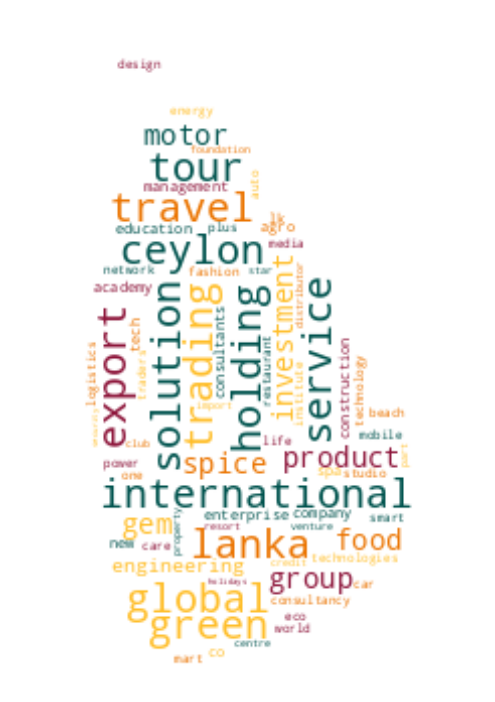 design
energy
motor
foundation
tour
management
auto
travel
lk
education plus agro
ceylon media
network fashion star
academy
solution
trading
holding
investment
distributor
service
export
consultants
tech
traders
restaurant
institute
construction
technology
logistics
security
import
beach
club life mobile
power spice product port
one spa studio
international
gem enterprise company smart
resort venture
property
new care lanka food
engineering credit technologies
holidays group car
global consultancy
green eco
world
centre
mart co